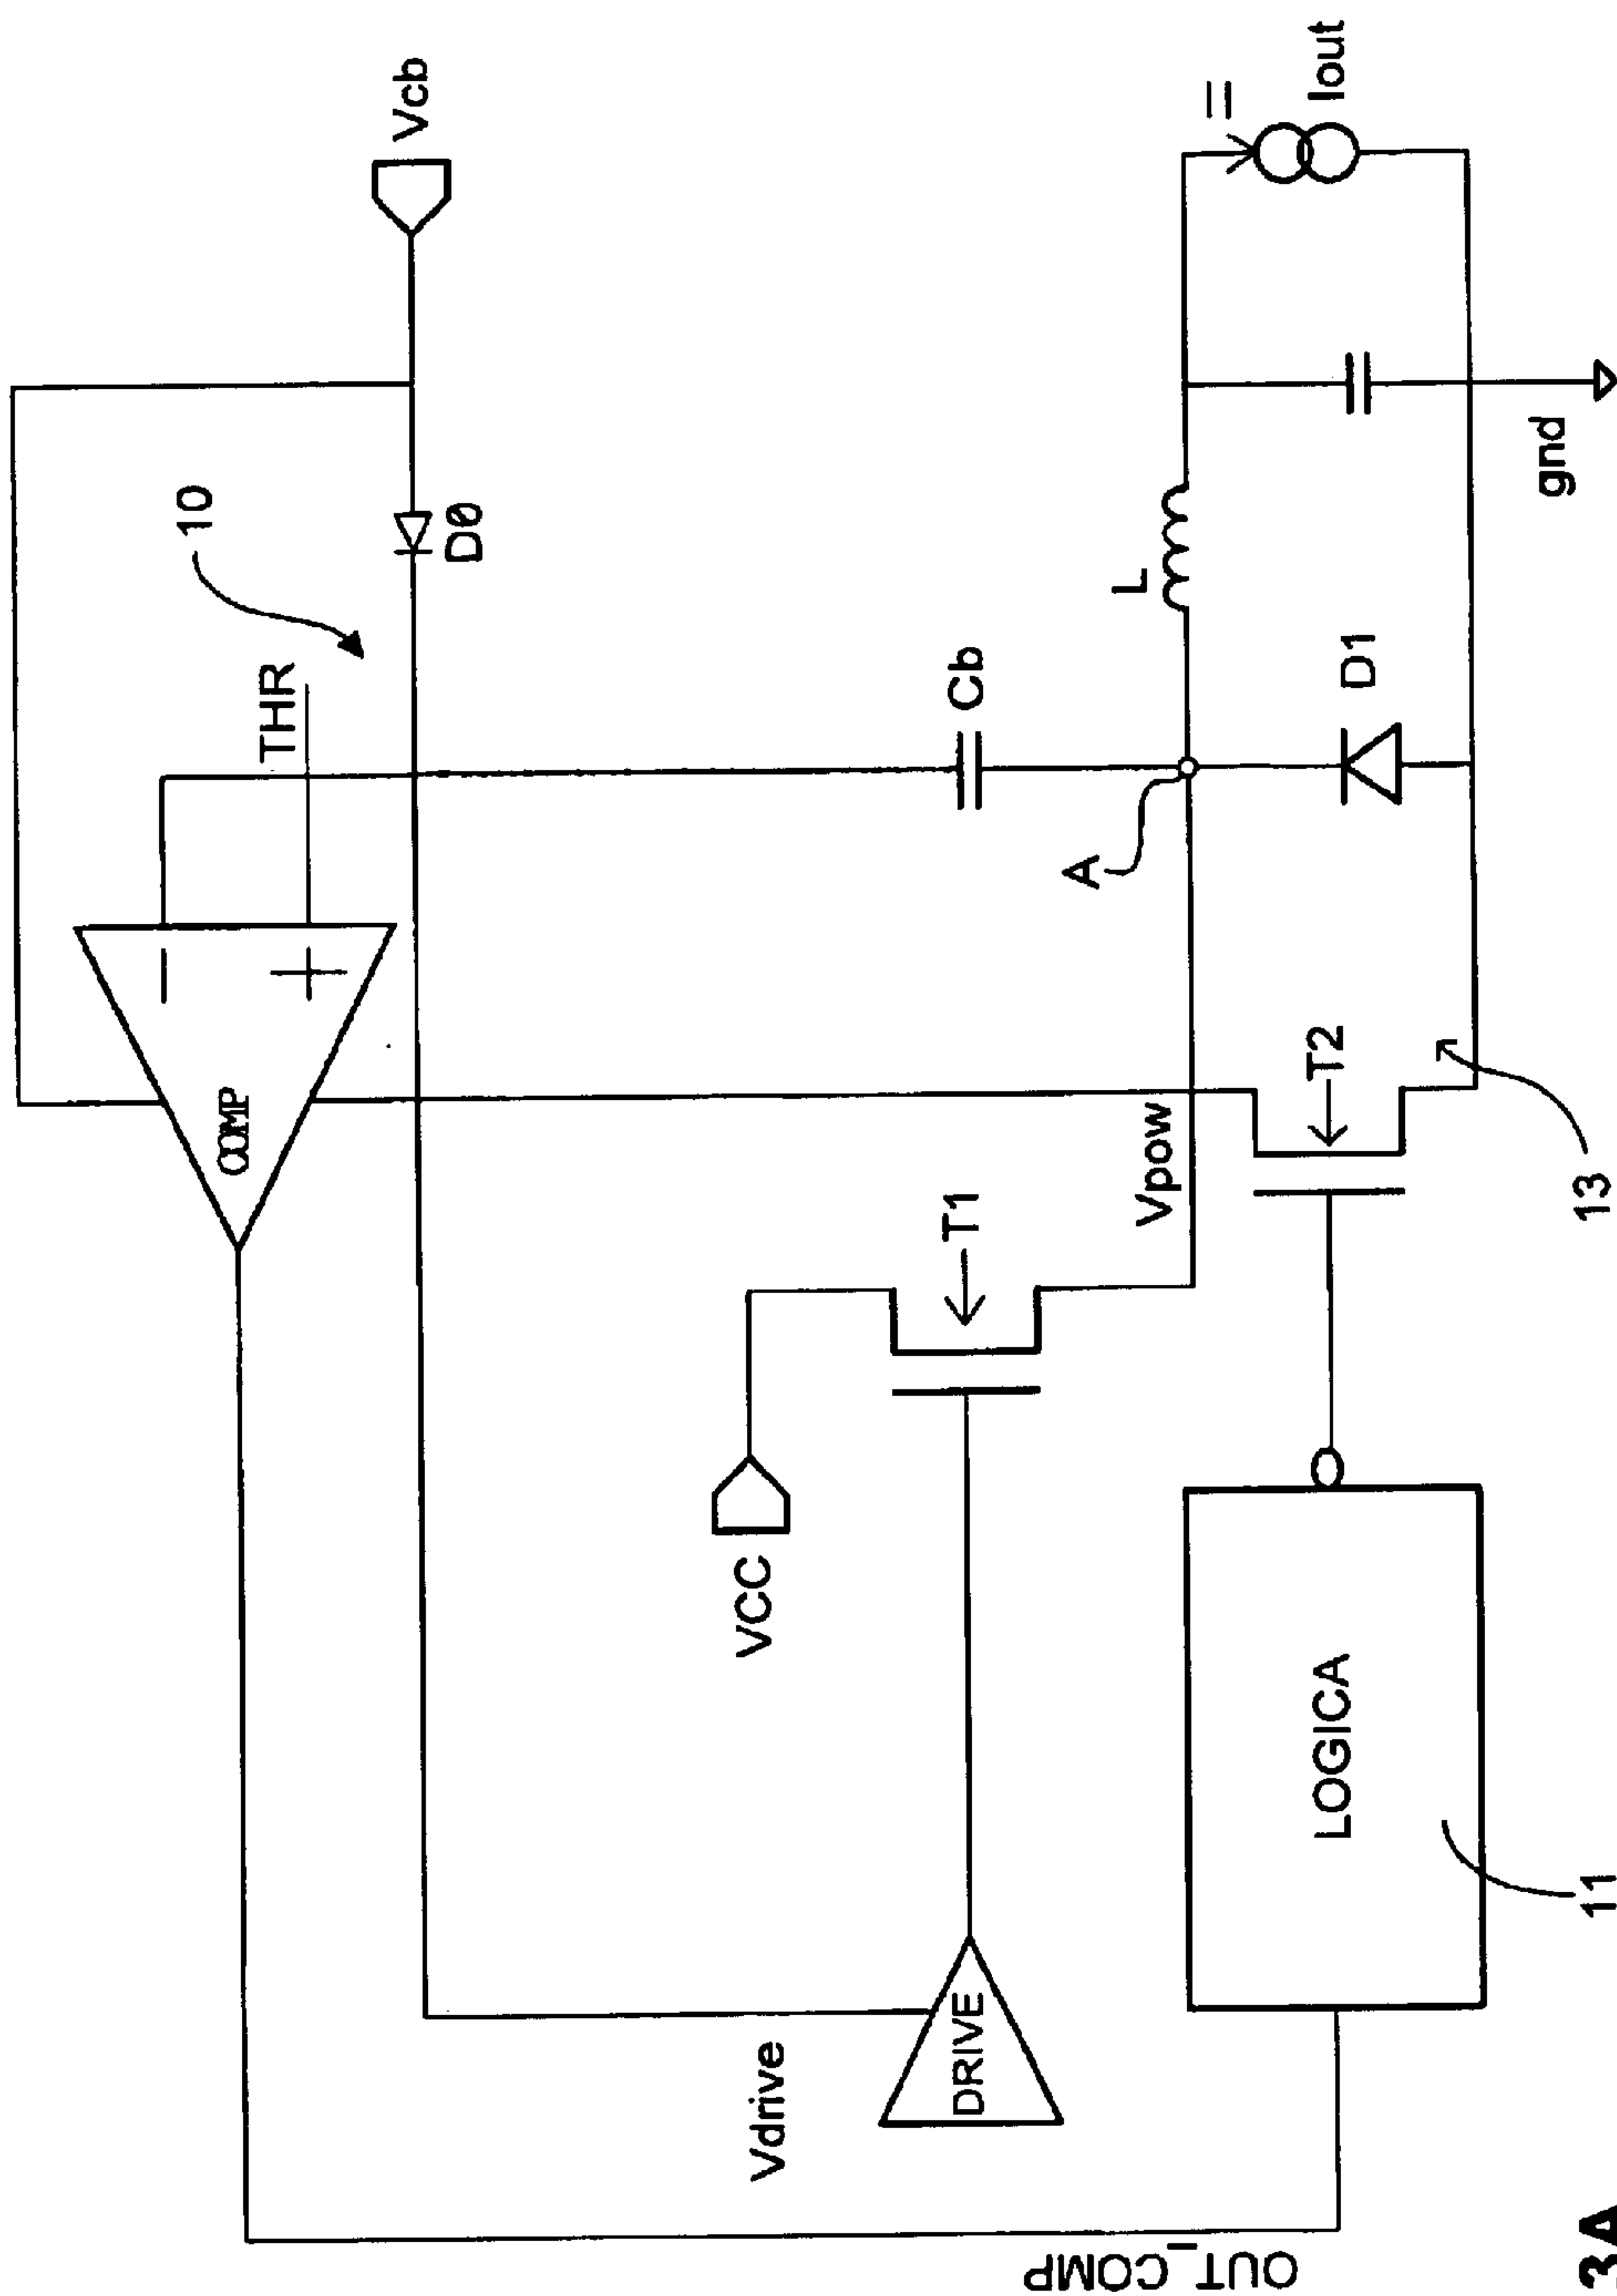 Vcb
10
D0
THR
COMP
Cb
A
L
D1
Iout
gnd
T1
VCC
Vpow
T2
13
Vdrive
DRIVE
LOGICA
11
OUT_COMP
3A